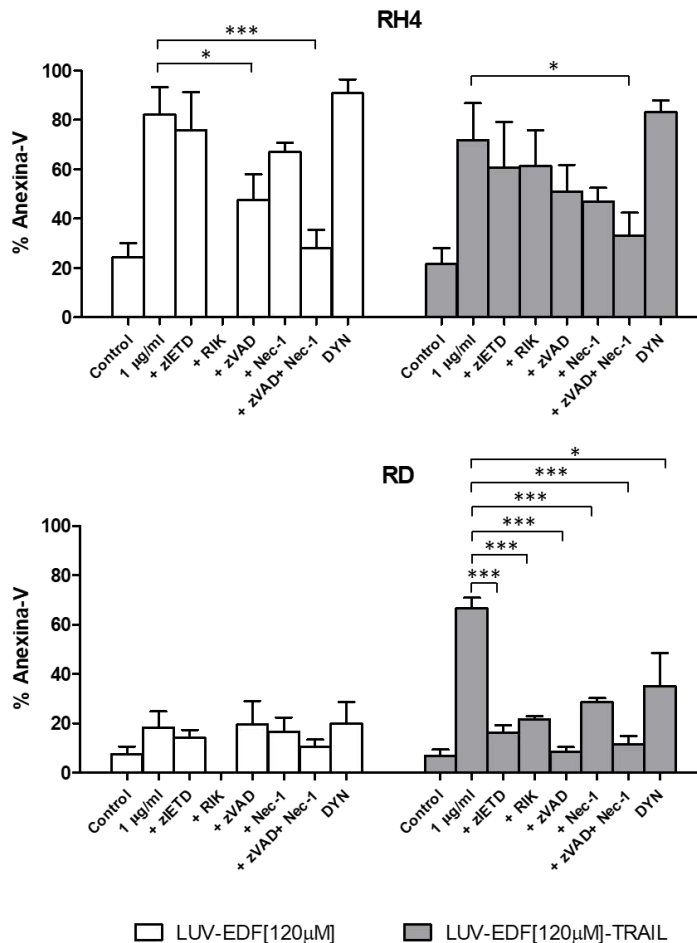 RH4
***
*
*
% Anexina-V
100
80
60
40
20
0
Control
1 µg/ml
+ zIETD
+ RIK
+ zVAD
+ Nec-1
+ zVAD+ Nec-1
DYN
Control
1 µg/ml
+ zIETD
+ RIK
+ zVAD
+ Nec-1
+ zVAD+ Nec-1
DYN
RD
*
***
***
***
***
***
% Anexina-V
100
80
60
40
20
0
Control
1 µg/ml
+ zIETD
+ RIK
+ zVAD
+ Nec-1
+ zVAD+ Nec-1
DYN
Control
1 µg/ml
+ zIETD
+ RIK
+ zVAD
+ Nec-1
+ zVAD+ Nec-1
DYN
LUV-EDF[120µM] LUV-EDF[120µM]-TRAIL